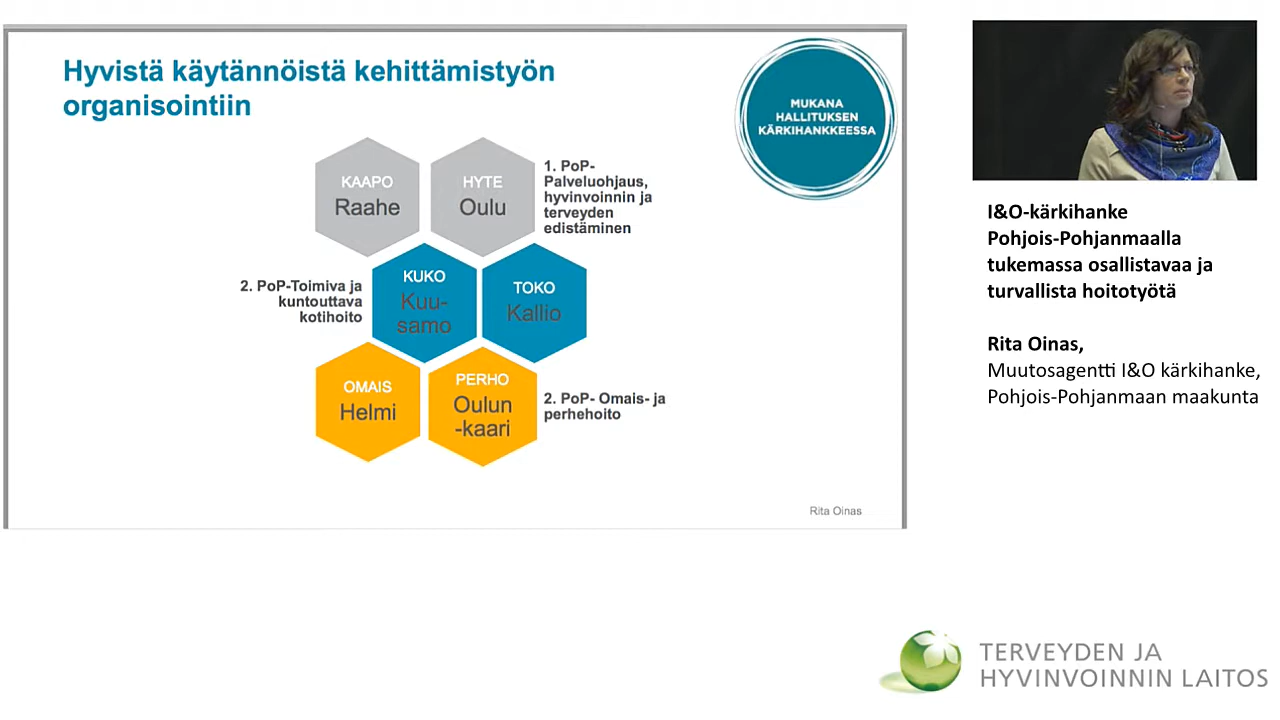 Hyvistä käytännöistä kehittämistyön
organisointiin
MUKANA
HALLITUKSEN
KÄRKIHANKKEESSA
KAAPO
Raahe
HYTE
Oulu
1. PoP-
Palveluohjaus,
hyvinvoinnin ja
terveyden
edistäminen
2. PoP-Toimiva ja
kuntouttava
kotihoito
KUKO
Kuu-
samo
TOKO
Kallio
OMAIS
Helmi
PERHO
Oulun
-kaari
2. PoP- Omais- ja
perhehoito
Rita Oinas
I&O-kärkihanke
Pohjois-Pohjanmaalla
tukemassa osallistavaa ja
turvallista hoitotyötä
Rita Oinas,
Muutosagentti I&O kärkihanke,
Pohjois-Pohjanmaan maakunta
TERVEYDEN JA
HYVINVOINNIN LAITOS